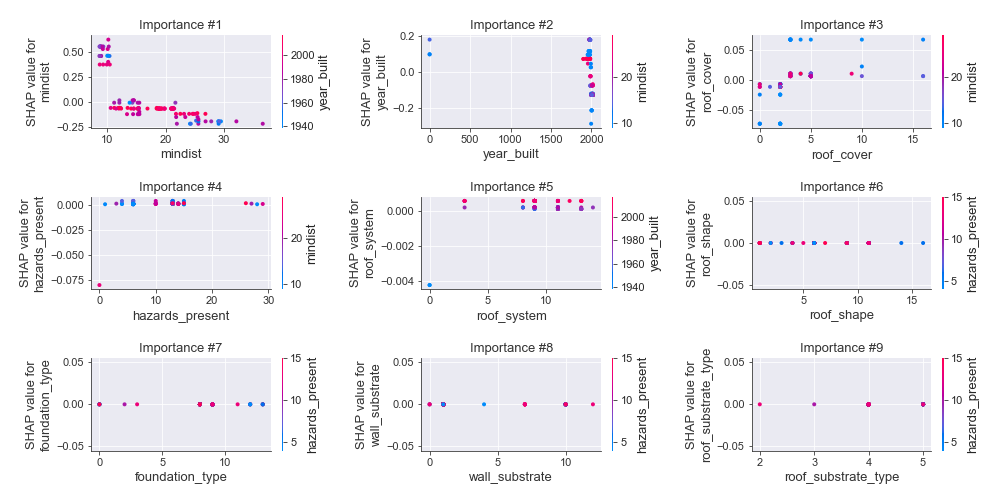 Importance #1
SHAP value for
mindist
0.50
0.25
0.00
−0.25
10
20
30
mindist
2000
1980
1960
1940
year_built
Importance #2
SHAP value for
year_built
0.2
0.0
−0.2
0
500
1000
1500
2000
year_built
20
10
mindist
Importance #3
SHAP value for
roof_cover
0.05
0.00
−0.05
0
5
10
15
roof_cover
20
10
mindist
Importance #4
SHAP value for
hazards_present
0.000
−0.025
−0.050
−0.075
0
10
20
30
hazards_present
20
10
mindist
Importance #5
SHAP value for
roof_system
0.000
−0.002
−0.004
5
10
roof_system
2000
1980
1960
1940
year_built
Importance #6
SHAP value for
roof_shape
0.05
0.00
−0.05
5
10
15
roof_shape
15
10
5
hazards_present
Importance #7
SHAP value for
foundation_type
0.05
0.00
−0.05
0
5
10
foundation_type
15
10
5
hazards_present
Importance #8
SHAP value for
wall_substrate
0.05
0.00
−0.05
0
5
10
wall_substrate
15
10
5
hazards_present
Importance #9
SHAP value for
roof_substrate_type
0.05
0.00
−0.05
2
3
4
5
roof_substrate_type
15
10
5
hazards_present